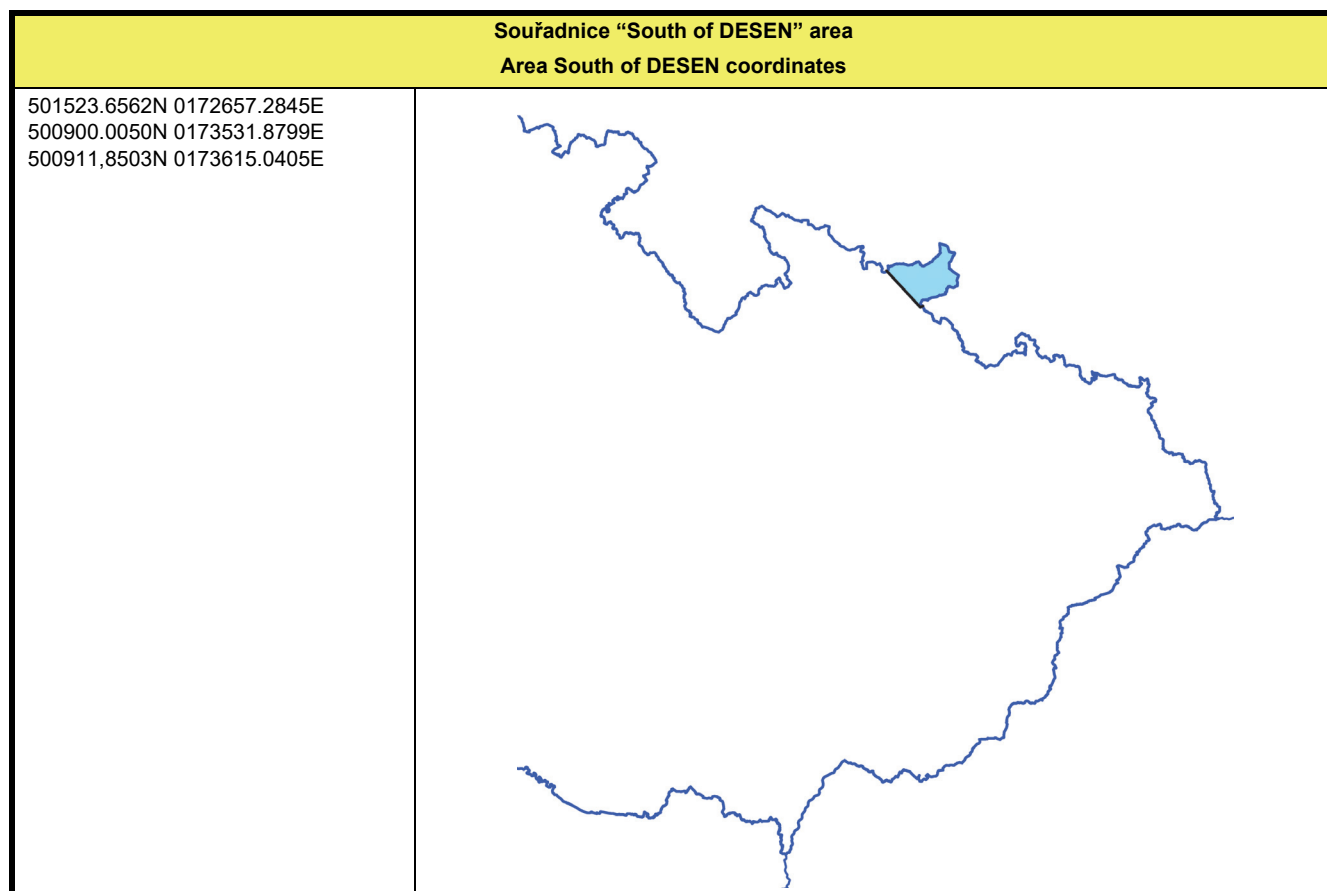 Souřadnice “South of DESEN” area
Area South of DESEN coordinates
501523.6562N 0172657.2845E
500900.0050N 0173531.8799E
500911,8503N 0173615.0405E